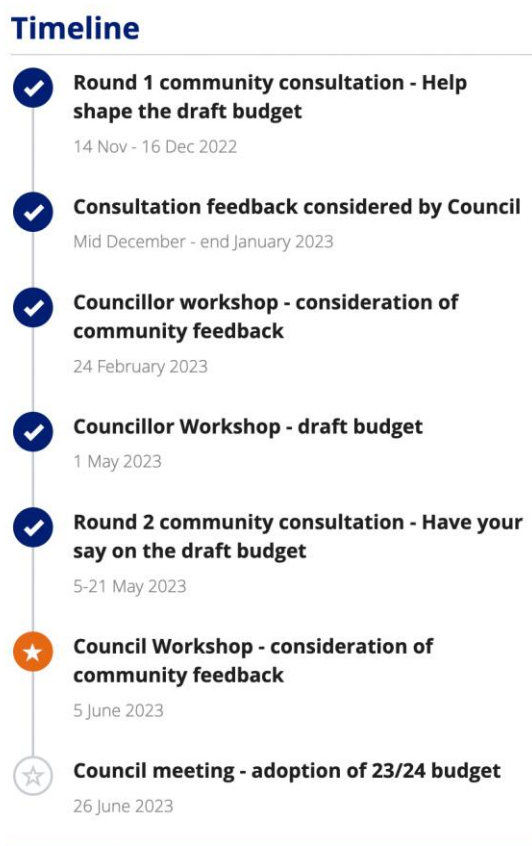 Timeline
Round 1 community consultation - Help
shape the draft budget
14 Nov - 16 Dec 2022
Consultation feedback considered by Council
Mid December - end January 2023
Councillor workshop - consideration of
community feedback
24 February 2023
Councillor Workshop - draft budget
1 May 2023
Round 2 community consultation - Have your
say on the draft budget
5-21 May 2023
Council Workshop - consideration of
community feedback
5 June 2023
Council meeting - adoption of 23/24 budget
26 June 2023